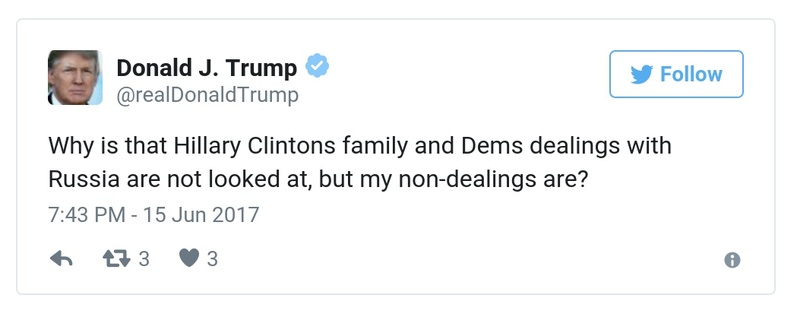 Donald J. Trump
@realDonaldTrump
Follow
Why is that Hillary Clintons family and Dems dealings with
Russia are not looked at, but my non-dealings are?
7:43 PM - 15 Jun 2017
3 3